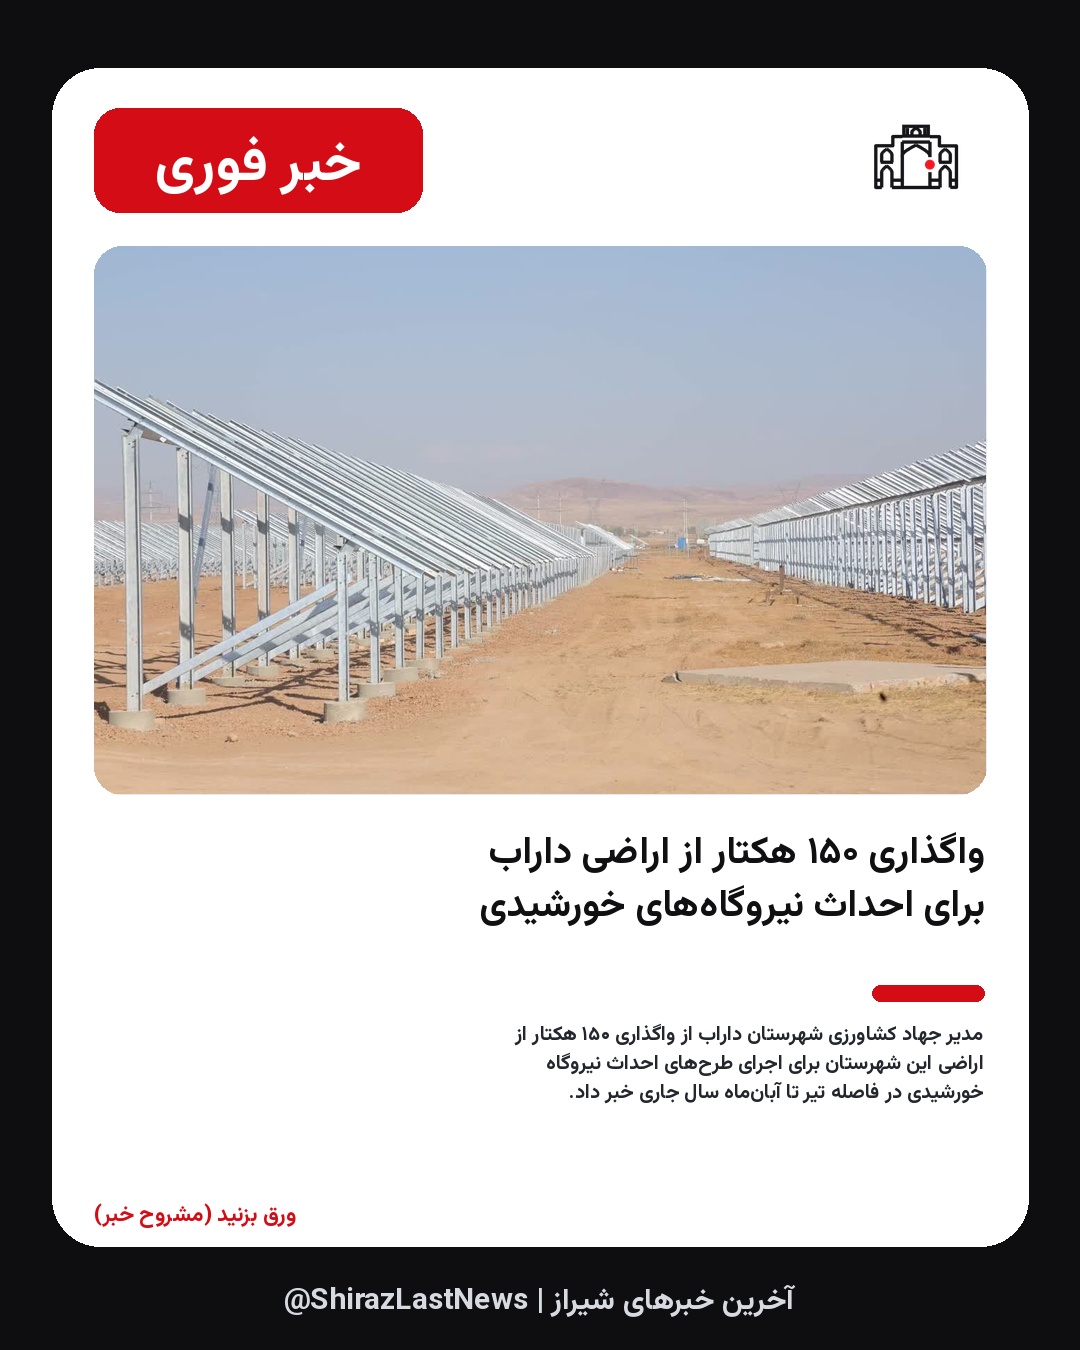 خبر فوری
واگذاری ۱۵۰ هکتار از اراضی داراب
برای احداث نیروگاه‌های خورشیدی
مدیر جهاد کشاورزی شهرستان داراب از واگذاری ۱۵۰ هکتار از
اراضی این شهرستان برای اجرای طرح‌های احداث نیروگاه
خورشیدی در فاصله تیر تا آبان‌ماه سال جاری خبر داد.
ورق بزنید (مشروح خبر)
آخرین خبرهای شیراز | @ShirazLastNews